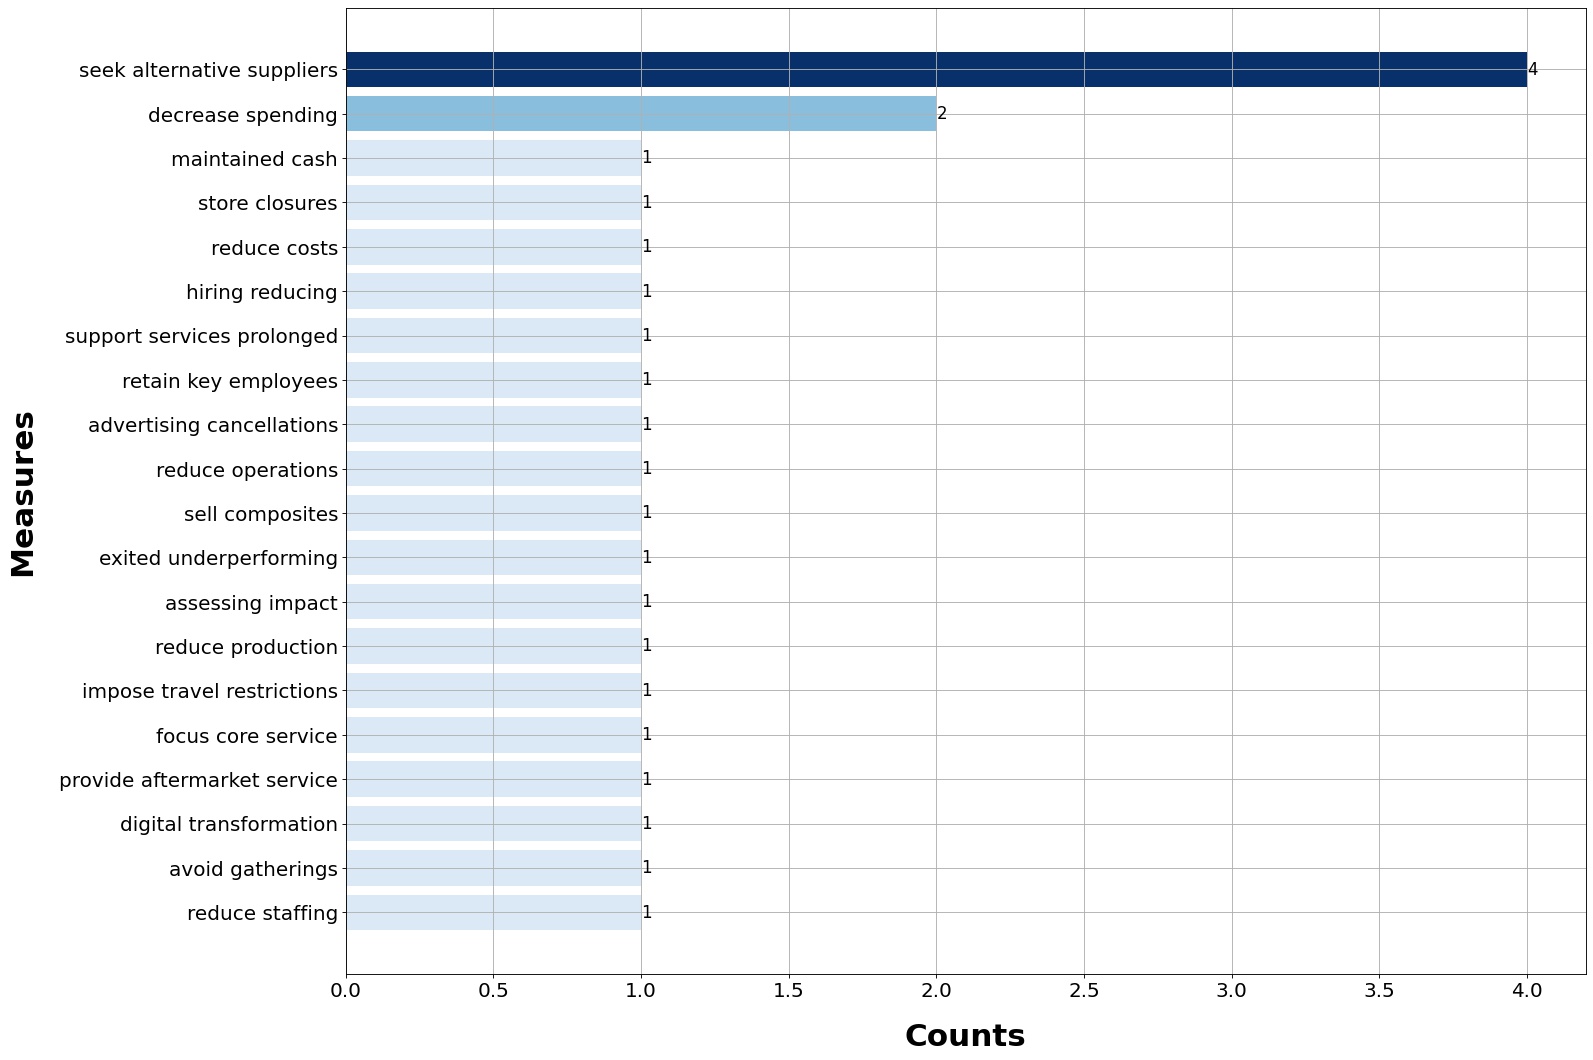 seek alternative suppliers 4
decrease spending 2
maintained cash 1
store closures 1
reduce costs 1
hiring reducing 1
support services prolonged 1
retain key employees 1
advertising cancellations 1
reduce operations 1
sell composites 1
exited underperforming 1
assessing impact 1
reduce production 1
impose travel restrictions 1
focus core service 1
provide aftermarket service 1
digital transformation 1
avoid gatherings 1
reduce staffing 1
Measures
0.0 0.5 1.0 1.5 2.0 2.5 3.0 3.5 4.0
Counts